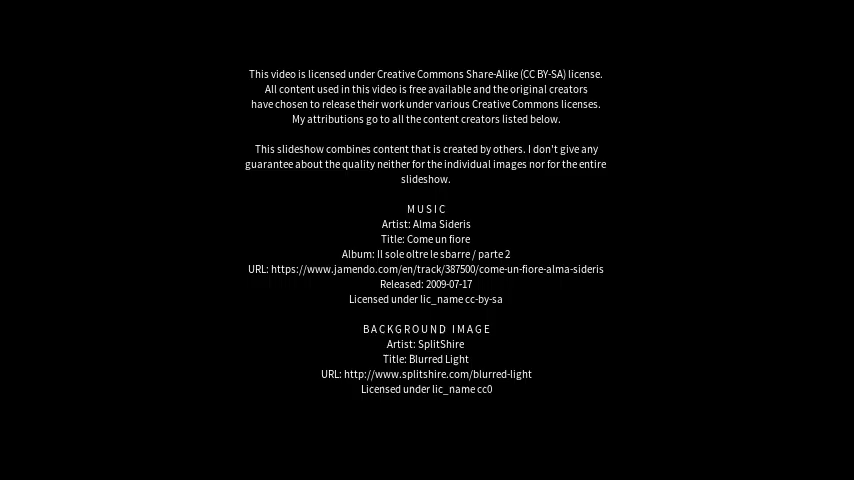 This video is licensed under Creative Commons Share-Alike (CC BY-SA) license.
All content used in this video is free available and the original creators
have chosen to release their work under various Creative Commons licenses.
My attributions go to all the content creators listed below.
This slideshow combines content that is created by others. I don't give any
guarantee about the quality neither for the individual images nor for the entire
slideshow.
MUSIC
Artist: Alma Sideris
Title: Come un fiore
Album: Il sole oltre le sbarre / parte 2
URL: https://www.jamendo.com/en/track/387500/come-un-fiore-alma-sideris
Released: 2009-07-17
Licensed under lic_name cc-by-sa
BACKGROUND IMAGE
Artist: SplitShire
Title: Blurred Light
URL: http://www.splitshire.com/blurred-light
Licensed under lic_name cc0